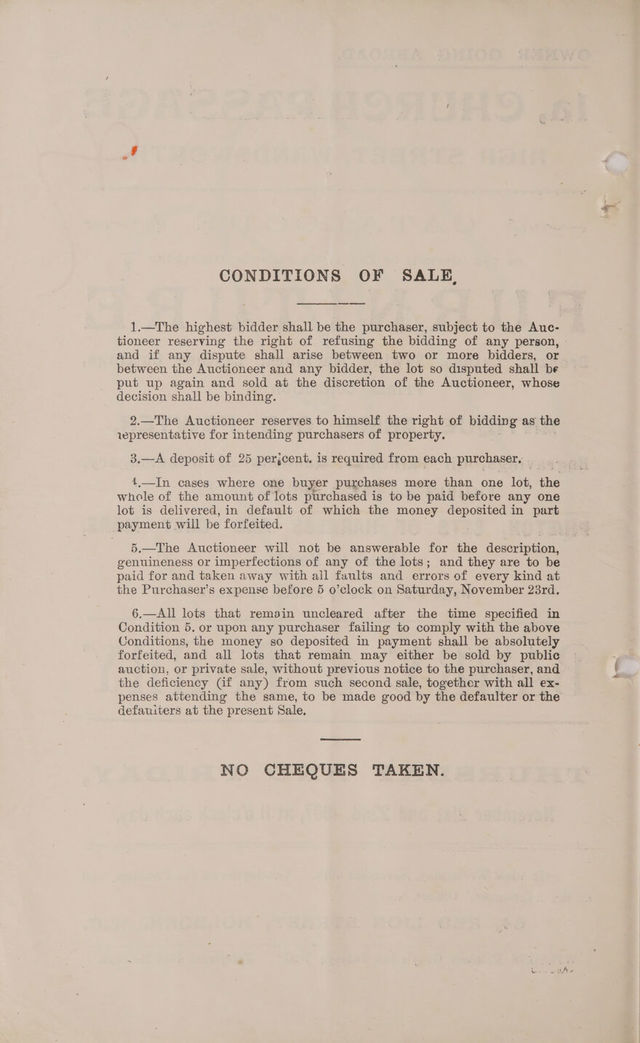 CONDITIONS OF SALE,
1.—The highest bidder shall be the purchaser, subject to the Auc-
tioneer reserving the right of refusing the bidding of any person,
and if any dispute shall arise between two or more bidders, or
between the Auctioneer and any bidder, the lot so disputed shall be
put up again and sold at the discretion of the Auctioneer, whose
decision shall be binding.
2.—The Auctioneer reserves to himself the right of bidding as the
representative for intending purchasers of property.
3.—A deposit of 25 per cent. is required from each purchaser.
4.—In cases where one buyer purchases more than one lot, the
whole of the amount of lots purchased is to be paid before any one
lot is delivered, in default of which the money deposited in part
payment will be forfeited.
5.—The Auctioneer will not be answerable for the description,
genuineness or imperfections of any of the lots; and they are to be
paid for and taken away with all faults and errors of every kind at
the Purchaser's expense before 5 o'clock on Saturday, November 23rd.
6.—All lots that remain uncleared after the time specified in
Condition 5. or upon any purchaser failing to comply with the above
Conditions, the money so deposited in payment shall be absolutely
forfeited, and all lots that remain may either be sold by public
auction, or private sale, without previous notice to the purchaser, and
the deficiency (if any) from such second sale, together with all ex-
penses attending the same, to be made good by the defaulter or the
defaulters at the present Sale.
NO CHEQUES TAKEN.